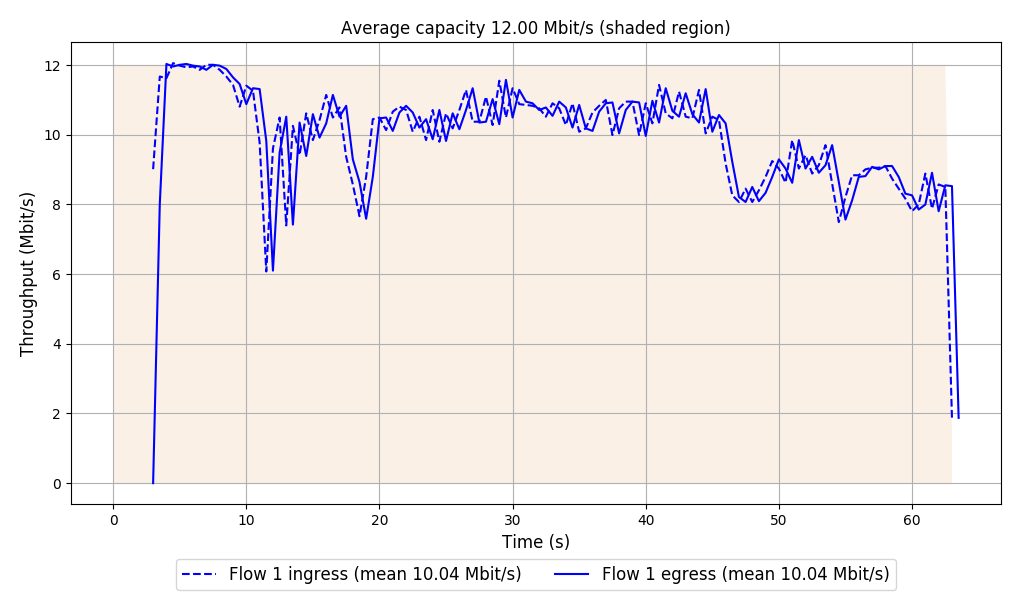 Average capacity 12.00 Mbit/s (shaded region)
Throughput (Mbit/s)
12
10
8
6
4
2
0
0 10 20 30 40 50 60
Time (s)
Flow 1 ingress (mean 10.04 Mbit/s) Flow 1 egress (mean 10.04 Mbit/s)